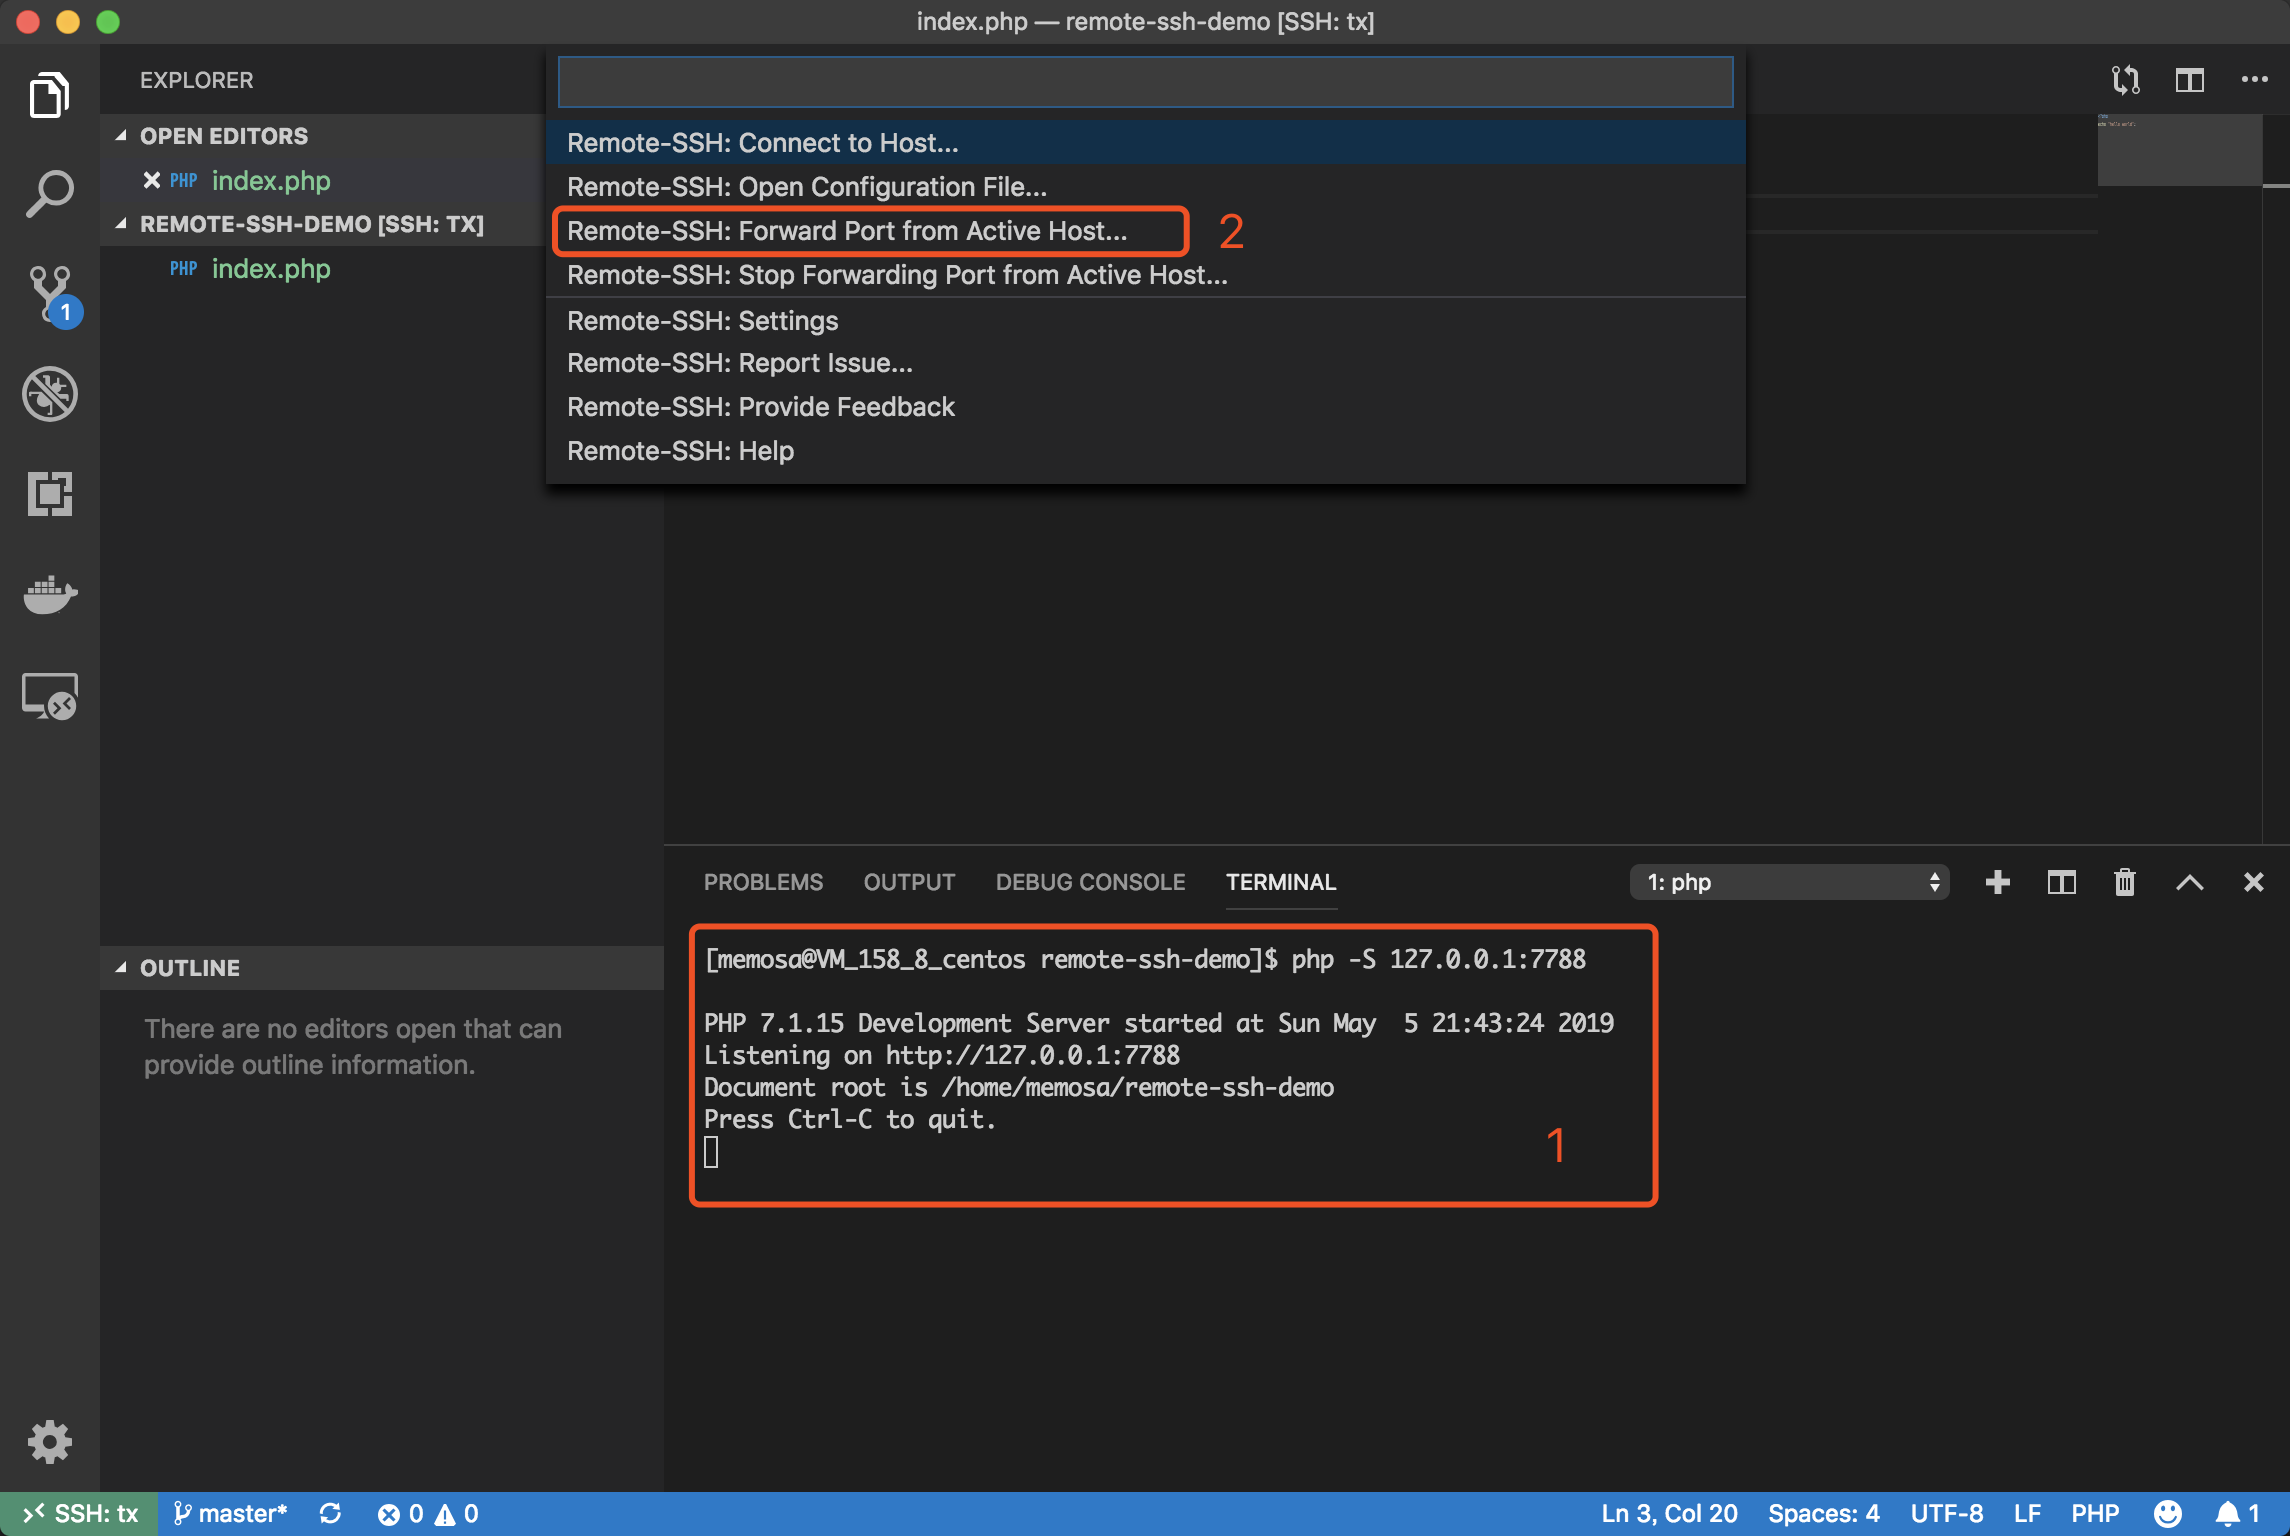 index.php — remote-ssh-demo [SSH: tx]
EXPLORER
OPEN EDITORS
PHP index.php
REMOTE-SSH-DEMO [SSH: TX]
PHP index.php
1
Remote-SSH: Connect to Host...
Remote-SSH: Open Configuration File...
Remote-SSH: Forward Port from Active Host...
2
Remote-SSH: Stop Forwarding Port from Active Host...
Remote-SSH: Settings
Remote-SSH: Report Issue...
Remote-SSH: Provide Feedback
Remote-SSH: Help
OUTLINE
There are no editors open that can
provide outline information.
PROBLEMS OUTPUT DEBUG CONSOLE TERMINAL 1: php
[memosa@VM_158_8_centos remote-ssh-demo]$ php -S 127.0.0.1:7788
PHP 7.1.15 Development Server started at Sun May  5 21:43:24 2019
Listening on http://127.0.0.1:7788
Document root is /home/memosa/remote-ssh-demo
Press Ctrl-C to quit.
1
SSH: tx master* 0 0 Ln 3, Col 20 Spaces: 4 UTF-8 LF PHP 1